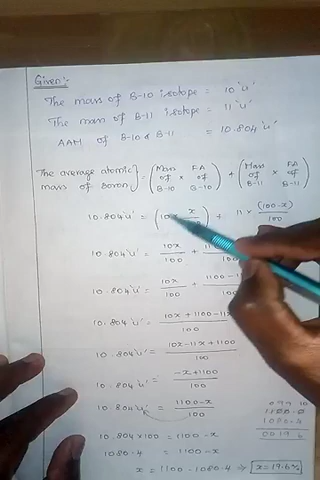 Given:-
The mass of B-10 isotope = 10 'u'
The mass of B-11 isotope = 11 'u'
AAM of B-10 & B-11 = 10.804 'u'
The average atomic mass of boron } = (Mass of B-10 × FA of B-10) + (Mass of B-11 × FA of B-11)
10.804 'u' = (10 x/100) + 11 × (100-x)/100
10.804 'u' = 10x/100 + 1100
10.804 'u' = 10x/100 + 1100-11
10.804 'u' = 10x + 1100-11x/100
10.804 'u' = 10x-11x+1100/100
10.804 'u' = -x+1100/100
10.804 'u' = 1100-x/100
10.804×100 = 1100-x
1080.4 = 1100-x
x = 1100-1080.4 → x=19.6%
1100.0
1080.4
0019.6